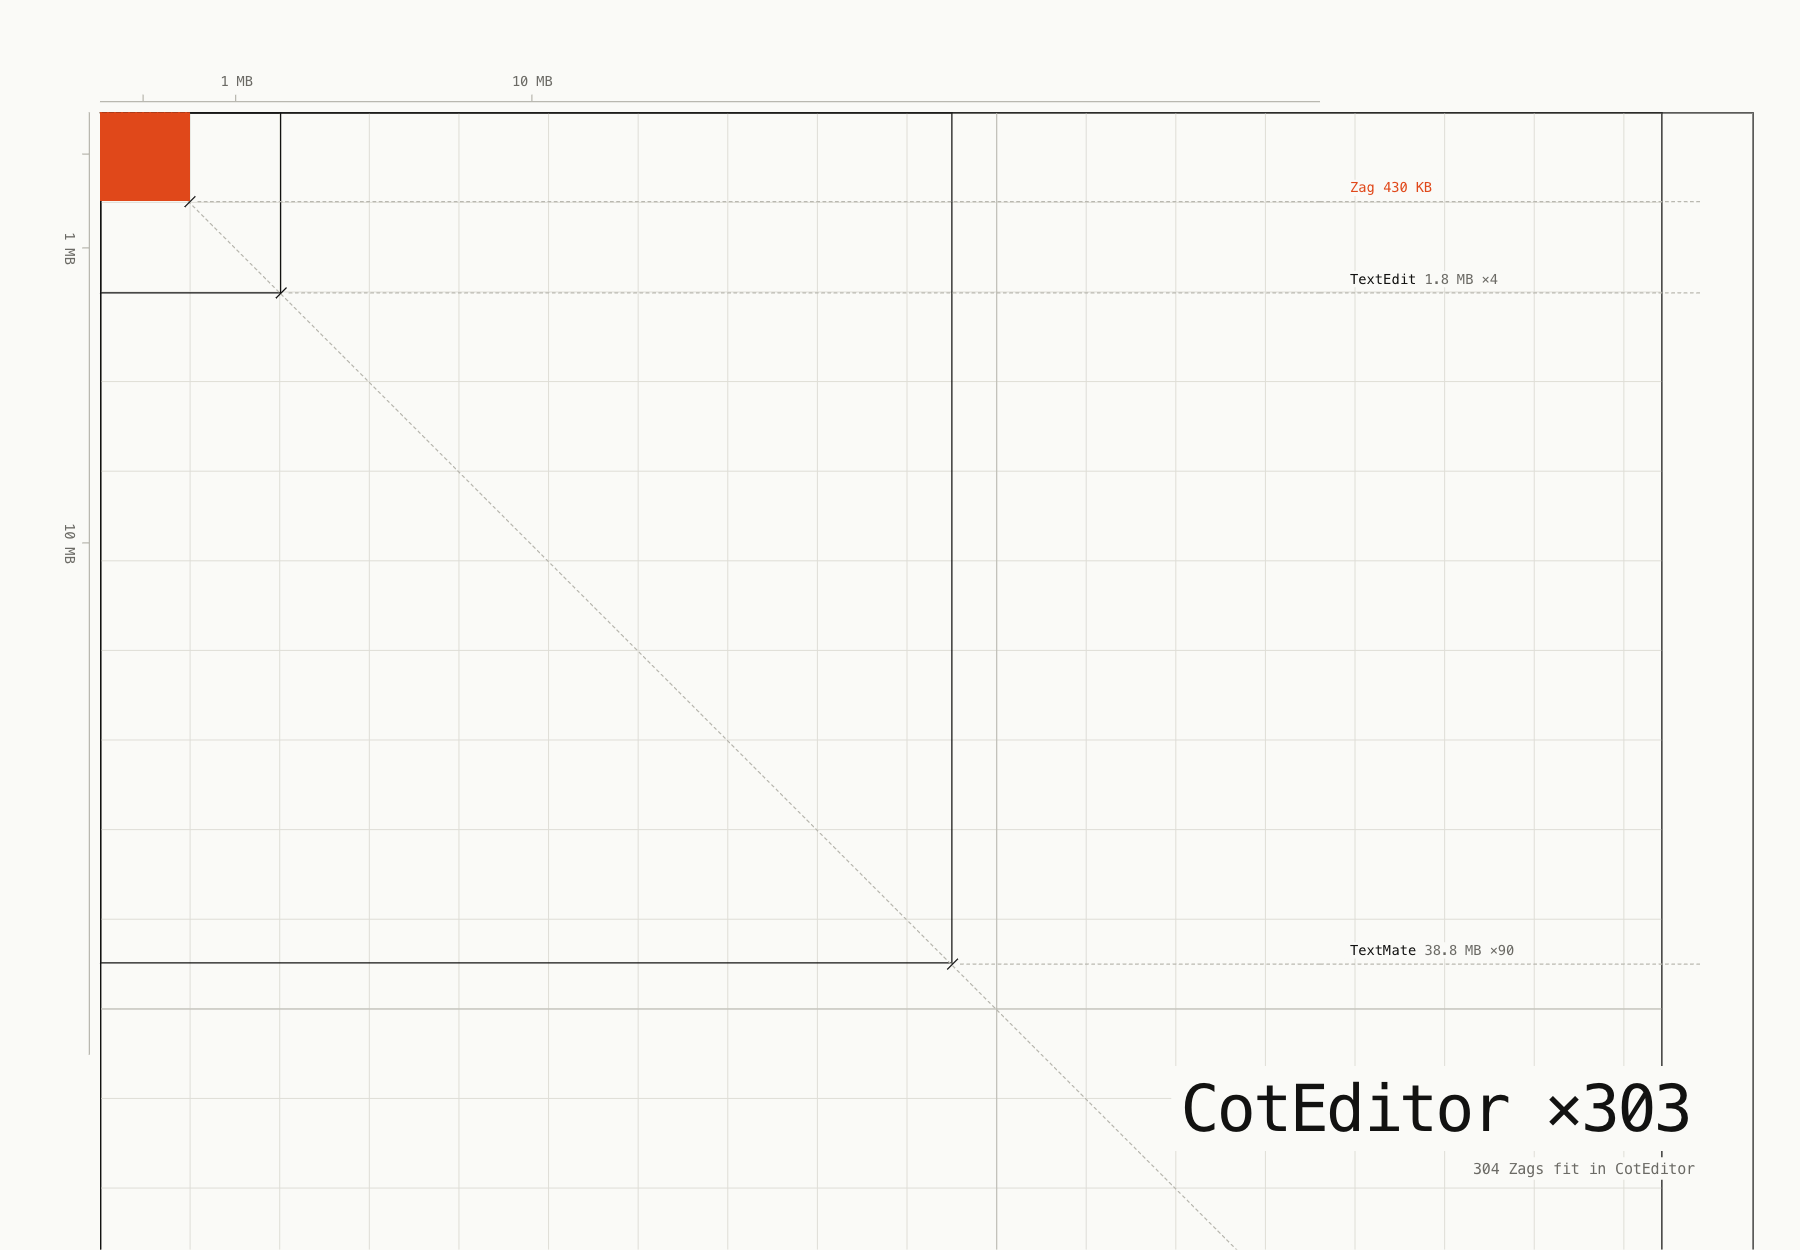 1 MB
10 MB
Zag 430 KB
1 MB
TextEdit 1.8 MB ×4
10 MB
TextMate 38.8 MB ×90
CotEditor ×303
304 Zags fit in CotEditor